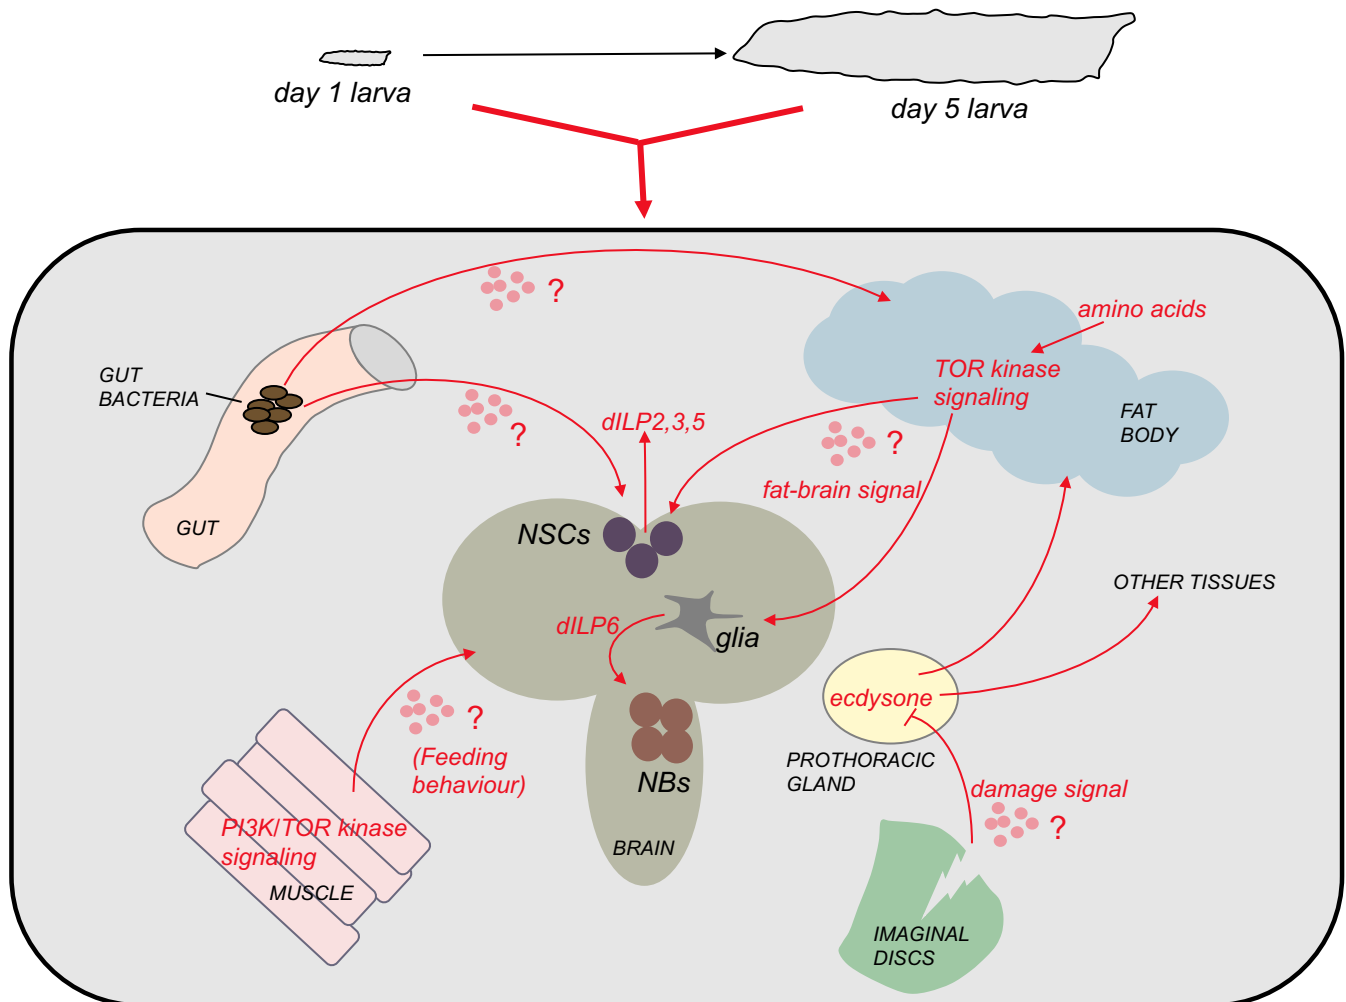 day 1 larva
day 5 larva
?
amino acids
GUT
BACTERIA
TOR kinase
signaling
FAT
BODY
?
dILP2,3,5
?
fat-brain signal
GUT
NSCs
OTHER TISSUES
dILP6
glia
ecdysone
?
(Feeding
behaviour)
PROTHORACIC
GLAND
NBs
damage signal
?
PI3K/TOR kinase
signaling
MUSCLE
BRAIN
IMAGINAL
DISCS